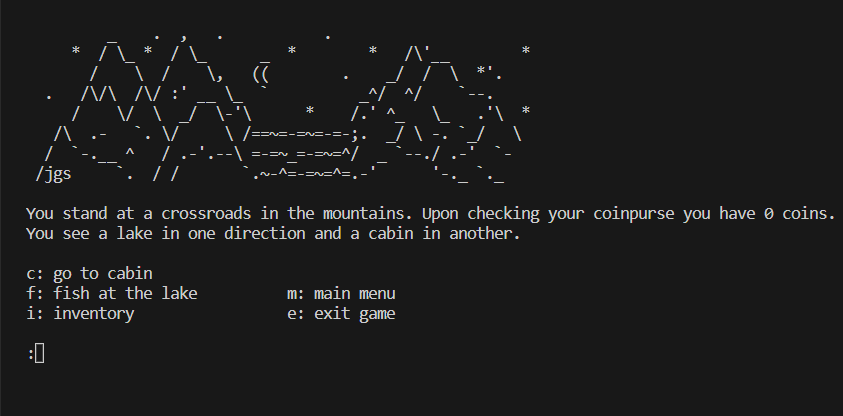 /jgs
You stand at a crossroads in the mountains. Upon checking your coinpurse you have 0 coins.
You see a lake in one direction and a cabin in another.
c: go to cabin
f: fish at the lake          m: main menu
i: inventory                 e: exit game
: